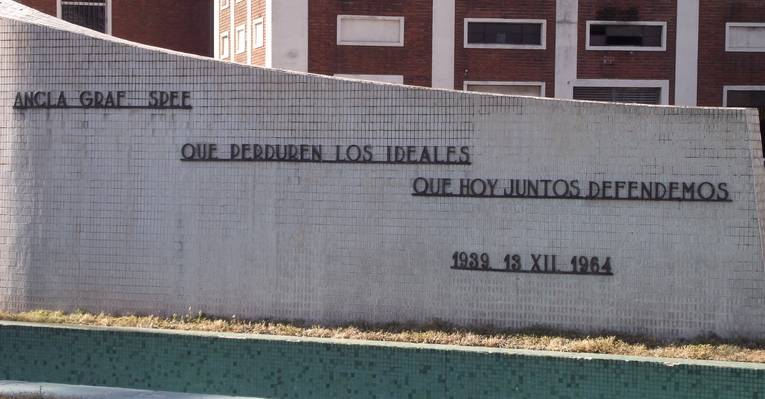 ANCLA GRAF SPEE
QUE PERDUREN LOS IDEALES
QUE HOY JUNTOS DEFENDEMOS
1939. 13 XII. 1964